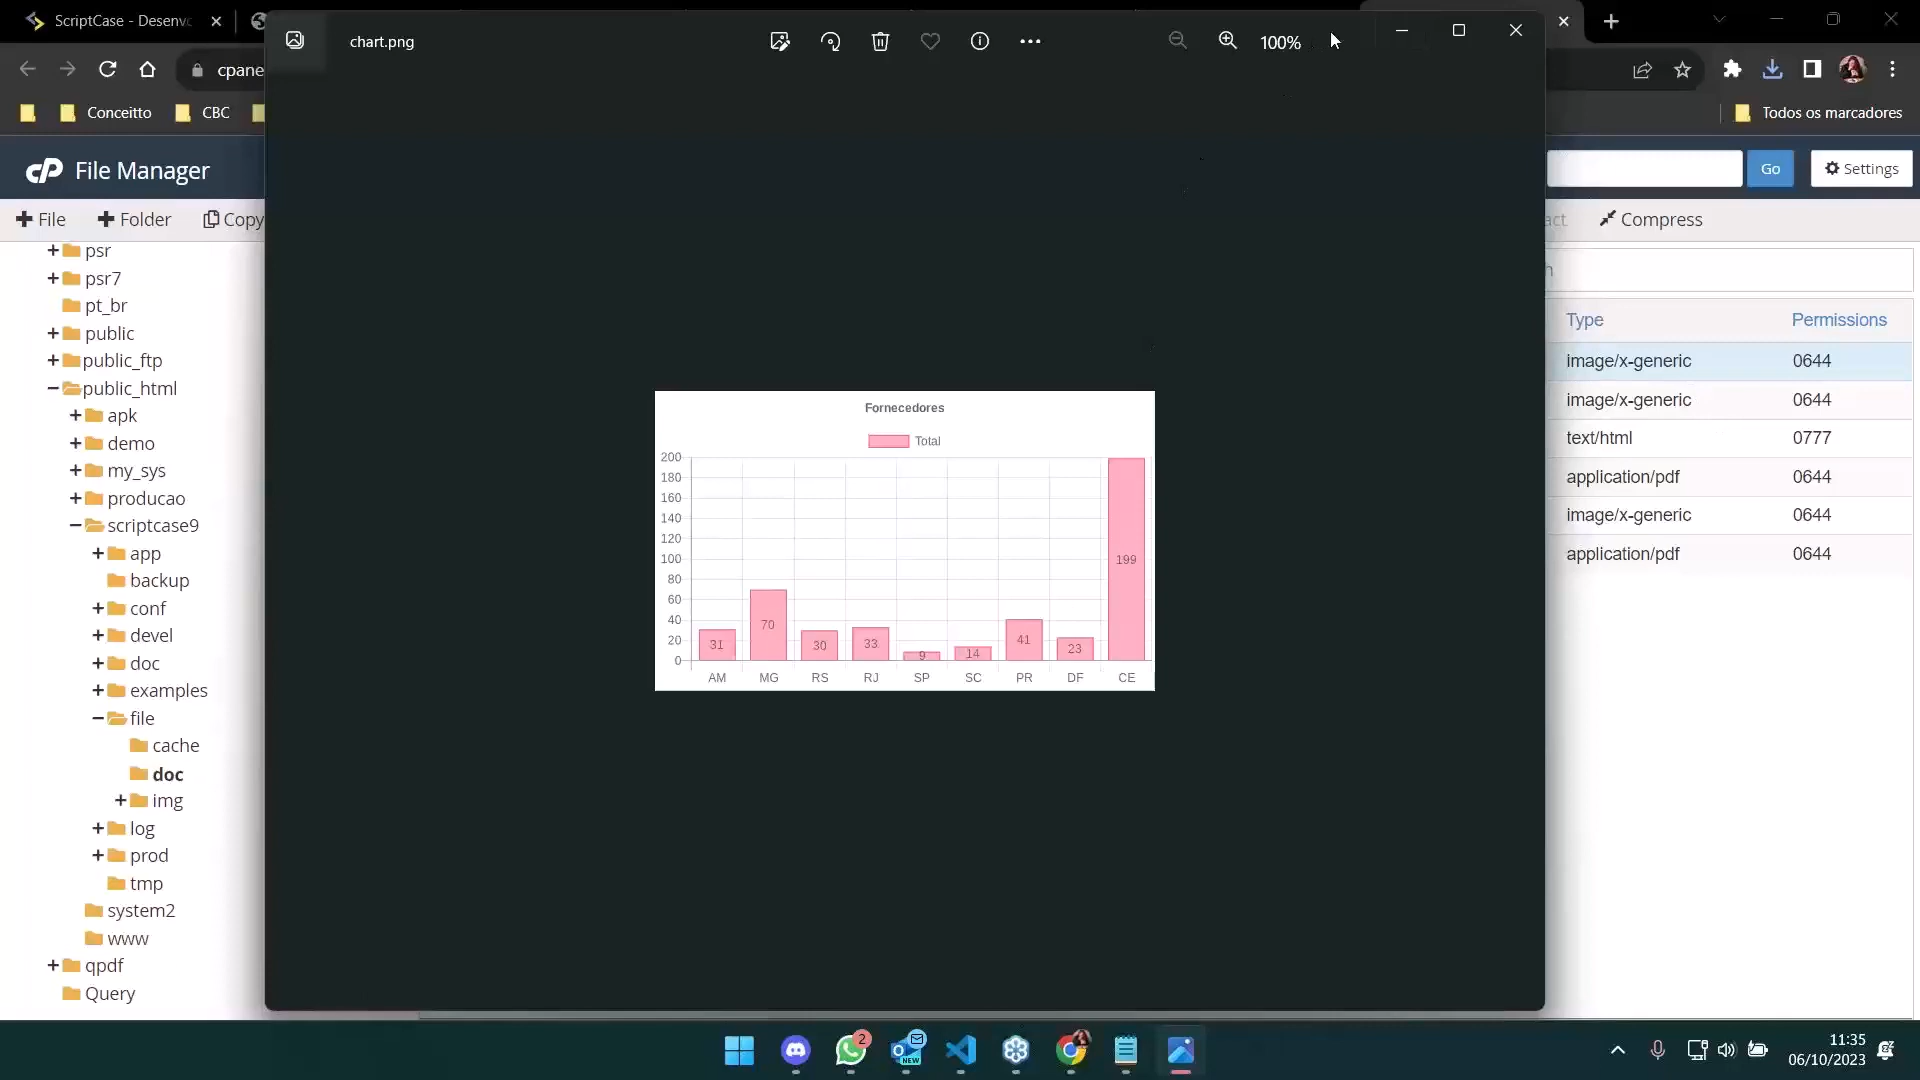 ScriptCase - Desenvo
chart.png
100%
cpane
Conceitto
CBC
Todos os marcadores
cP File Manager
Go
Settings
File
Folder
Copy
Compress
psr
psr7
pt_br
public
public_ftp
public_html
apk
demo
my_sys
producao
scriptcase9
app
backup
conf
devel
doc
examples
file
cache
doc
img
log
prod
tmp
system2
www
qpdf
Query
Fornecedores
Total
200
180
160
140
120
100
80
60
40
20
0
31
70
30
33
9
14
41
23
199
AM MG RS RJ SP SC PR DF CE
Type Permissions
image/x-generic 0644
image/x-generic 0644
text/html 0777
application/pdf 0644
image/x-generic 0644
application/pdf 0644
2
NEW
11:35
06/10/2023